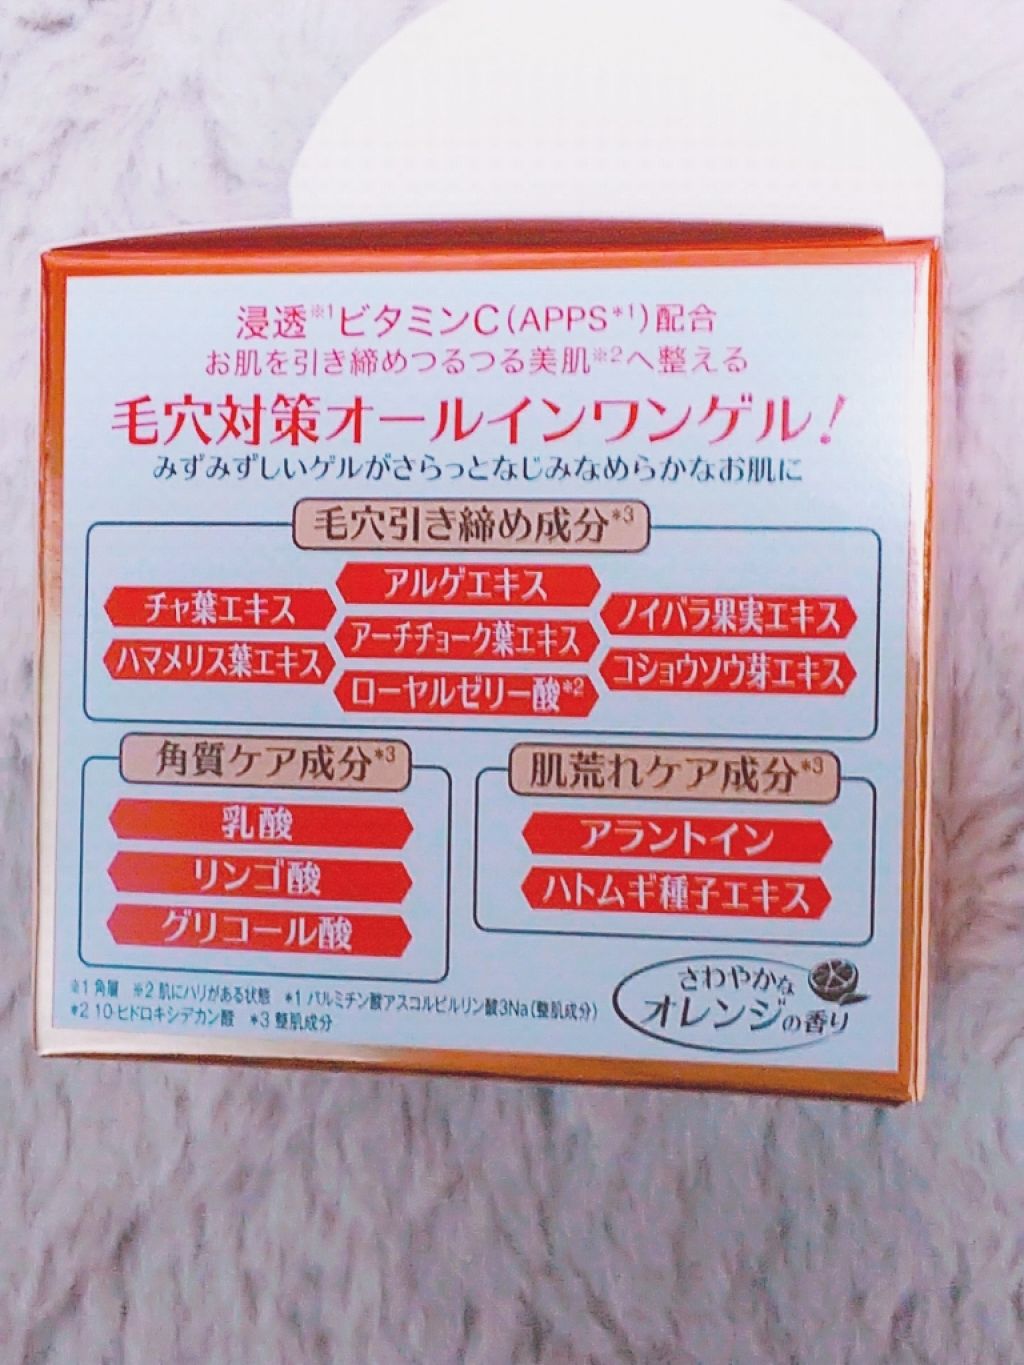 浸透※1ビタミンC(APPS*1)配合
お肌を引き締めつるつる美肌※2へ整える
毛穴対策オールインワンゲル!
みずみずしいゲルがさらっとなじみなめらかなお肌に
毛穴引き締め成分*3
アルゲエキス
チャ葉エキス
ノイバラ果実エキス
アーチチョーク葉エキス
ハマメリス葉エキス
コショウソウ芽エキス
ローヤルゼリー酸*2
角質ケア成分*3
乳酸
リンゴ酸
グリコール酸
肌荒れケア成分*3
アラントイン
ハトムギ種子エキス
※1 角層 ※2 肌にハリがある状態 *1 パルミチン酸アスコルビルリン酸3Na(整肌成分)
*2 10-ヒドロキシデカン酸 *3 整肌成分
さわやかな
オレンジの香り